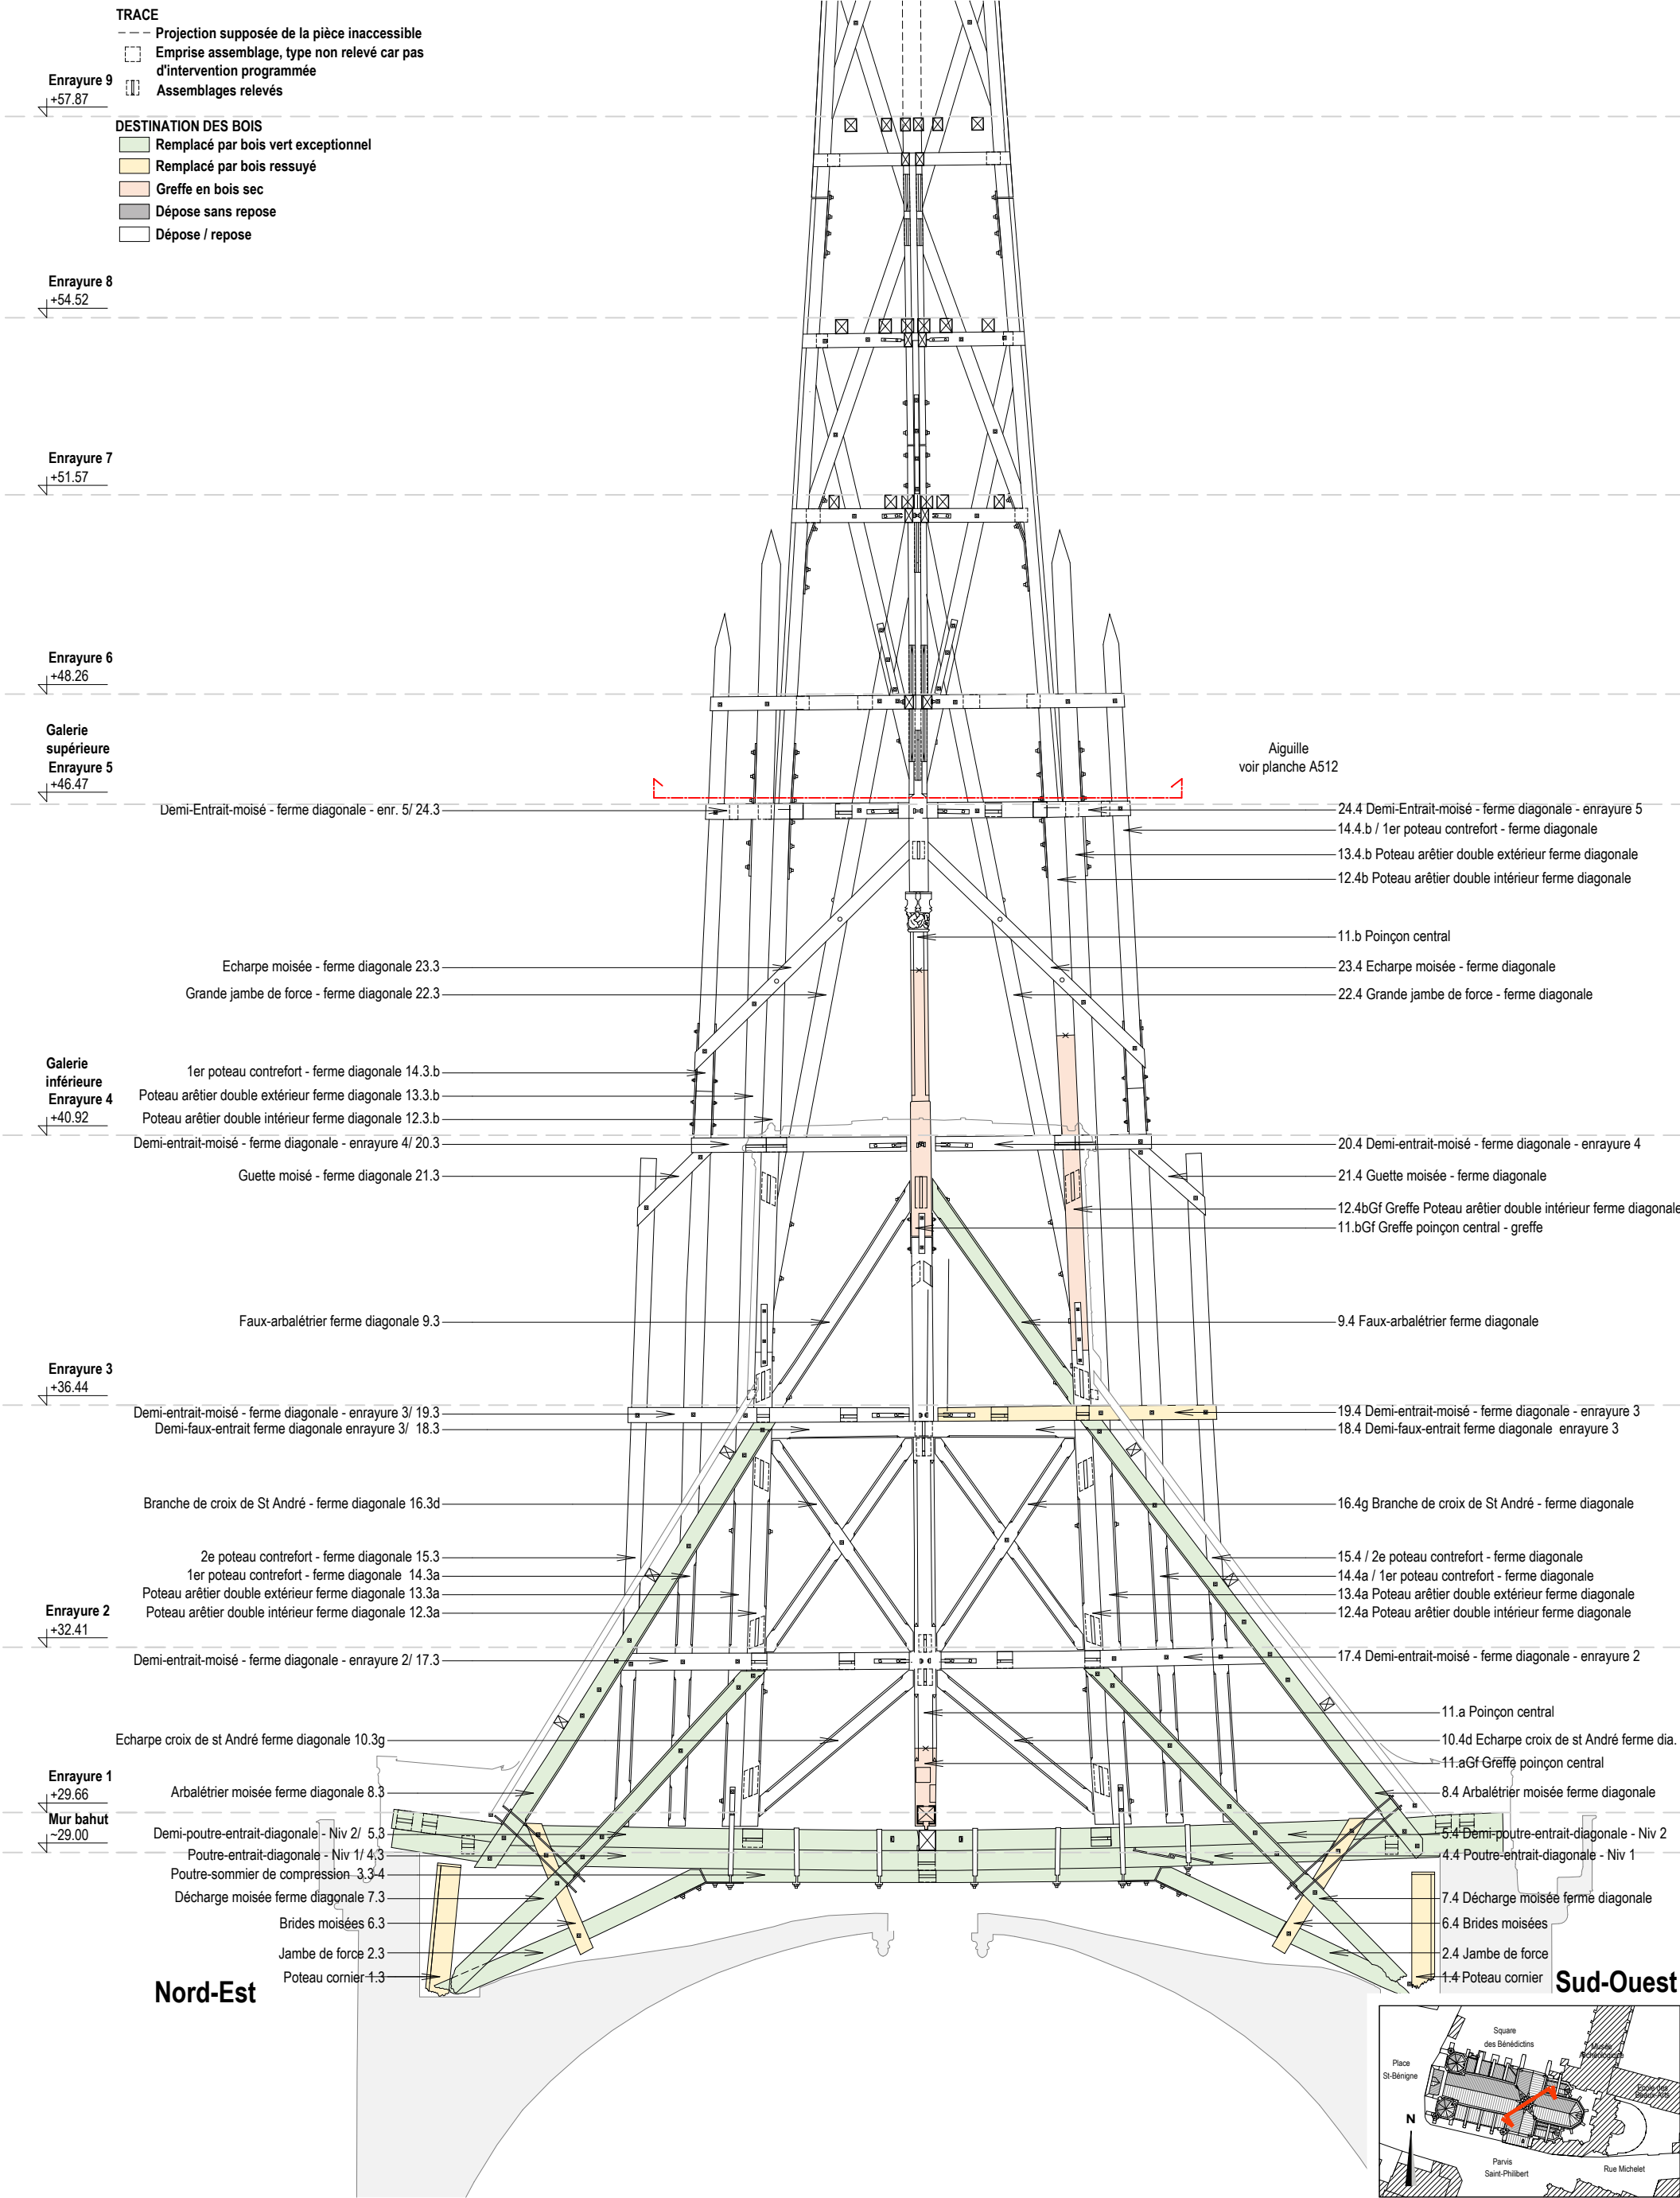 TRACE
Projection supposée de la pièce inaccessible
Emprise assemblage, type non relevé car pas
d'intervention programmée
Assemblages relevés
DESTINATION DES BOIS
Remplacé par bois vert exceptionnel
Remplacé par bois ressuyé
Greffe en bois sec
Dépose sans repose
Dépose / repose
Enrayure 9
+57.87
Enrayure 8
+54.52
Enrayure 7
+51.57
Enrayure 6
+48.26
Galerie
supérieure
Enrayure 5
+46.47
Galerie
inférieure
Enrayure 4
+40.92
Enrayure 3
+36.44
Enrayure 2
+32.41
Enrayure 1
+29.66
Mur bahut
~29.00
Demi-Entrait-moisé - ferme diagonale - enr. 5/ 24.3
Echarpe moisée - ferme diagonale 23.3
Grande jambe de force - ferme diagonale 22.3
1er poteau contrefort - ferme diagonale 14.3.b
Poteau arêtier double extérieur ferme diagonale 13.3.b
Poteau arêtier double intérieur ferme diagonale 12.3.b
Demi-entrait-moisé - ferme diagonale - enrayure 4/ 20.3
Guette moisé - ferme diagonale 21.3
Faux-arbalétrier ferme diagonale 9.3
Demi-entrait-moisé - ferme diagonale - enrayure 3/ 19.3
Demi-faux-entrait ferme diagonale enrayure 3/ 18.3
Branche de croix de St André - ferme diagonale 16.3d
2e poteau contrefort - ferme diagonale 15.3
1er poteau contrefort - ferme diagonale 14.3a
Poteau arêtier double extérieur ferme diagonale 13.3a
Poteau arêtier double intérieur ferme diagonale 12.3a
Demi-entrait-moisé - ferme diagonale - enrayure 2/ 17.3
Echarpe croix de st André ferme diagonale 10.3g
Arbalétrier moisée ferme diagonale 8.3
Demi-poutre-entrait-diagonale - Niv 2/ 5.3
Poutre-entrait-diagonale - Niv 1/ 4.3
Poutre-sommier de compression 3.3-4
Décharge moisée ferme diagonale 7.3
Brides moisées 6.3
Jambe de force 2.3
Poteau cornier 1.3
Nord-Est
Aiguille
voir planche A512
24.4 Demi-Entrait-moisé - ferme diagonale - enrayure 5
14.4.b / 1er poteau contrefort - ferme diagonale
13.4.b Poteau arêtier double extérieur ferme diagonale
12.4b Poteau arêtier double intérieur ferme diagonale
11.b Poinçon central
23.4 Echarpe moisée - ferme diagonale
22.4 Grande jambe de force - ferme diagonale
20.4 Demi-entrait-moisé - ferme diagonale - enrayure 4
21.4 Guette moisée - ferme diagonale
12.4bGf Greffe Poteau arêtier double intérieur ferme diagonale
11.bGf Greffe poinçon central - greffe
9.4 Faux-arbalétrier ferme diagonale
19.4 Demi-entrait-moisé - ferme diagonale - enrayure 3
18.4 Demi-faux-entrait ferme diagonale enrayure 3
16.4g Branche de croix de St André - ferme diagonale
15.4 / 2e poteau contrefort - ferme diagonale
14.4a / 1er poteau contrefort - ferme diagonale
13.4a Poteau arêtier double extérieur ferme diagonale
12.4a Poteau arêtier double intérieur ferme diagonale
17.4 Demi-entrait-moisé - ferme diagonale - enrayure 2
11.a Poinçon central
10.4d Echarpe croix de st André ferme dia.
11.aGf Greffe poinçon central
8.4 Arbalétrier moisée ferme diagonale
5.4 Demi-poutre-entrait-diagonale - Niv 2
4.4 Poutre-entrait-diagonale - Niv 1
7.4 Décharge moisée ferme diagonale
6.4 Brides moisées
2.4 Jambe de force
1.4 Poteau cornier
Sud-Ouest
Square
des Bénédictins
Musée
Archéologique
Place
St-Bénigne
Ecole des
Beaux-Arts
N
Parvis
Saint-Philibert
Rue Michelet